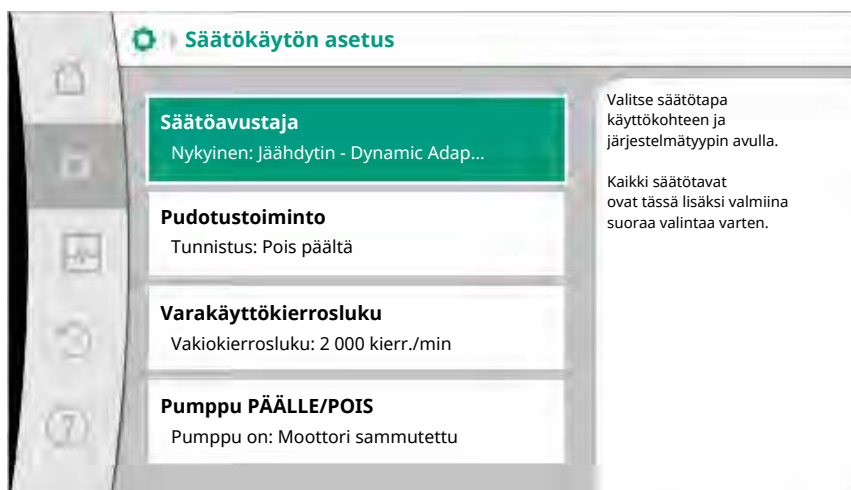 Säätökäytön asetus
Säätöavustaja
Nykyinen: Jäähdytin - Dynamic Adap...
Pudotustoiminto
Tunnistus: Pois päältä
Varakäyttökierrosluku
Vakiokierrosluku: 2 000 kierr./min
Pumppu PÄÄLLE/POIS
Pumppu on: Moottori sammutettu
Valitse säätötapa
käyttökohteen ja
järjestelmätyypin avulla.
Kaikki säätötavat
ovat tässä lisäksi valmiina
suoraa valintaa varten.